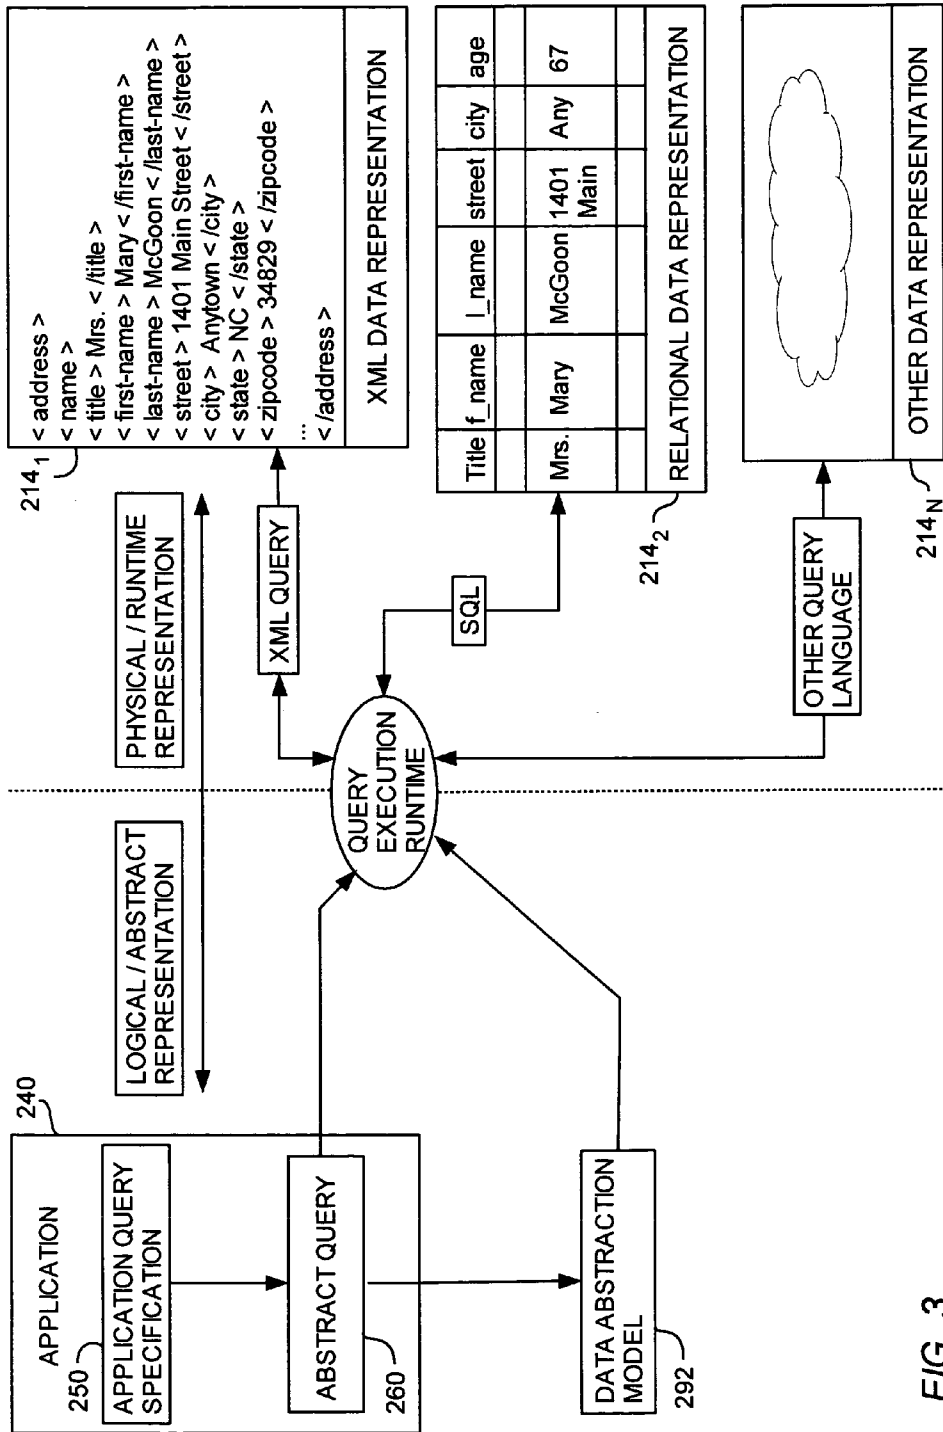 APPLICATION
240
250
APPLICATION QUERY
SPECIFICATION
ABSTRACT QUERY
260
DATA ABSTRACTION
MODEL
292
LOGICAL / ABSTRACT
REPRESENTATION
PHYSICAL / RUNTIME
REPRESENTATION
QUERY
EXECUTION
RUNTIME
XML QUERY
SQL
OTHER QUERY
LANGUAGE
214₁
< address >
< name >
< title > Mrs. < /title >
< first-name > Mary < /first-name >
< last-name > McGoon < /last-name >
< street > 1401 Main Street < /street >
< city > Anytown < /city >
< state > NC < /state >
< zipcode > 34829 < /zipcode >
...
< /address >
XML DATA REPRESENTATION
Title f_name l_name street city age
Mrs. Mary McGoon 1401 Main Any 67
RELATIONAL DATA REPRESENTATION
214₂
OTHER DATA REPRESENTATION
214N
FIG. 3